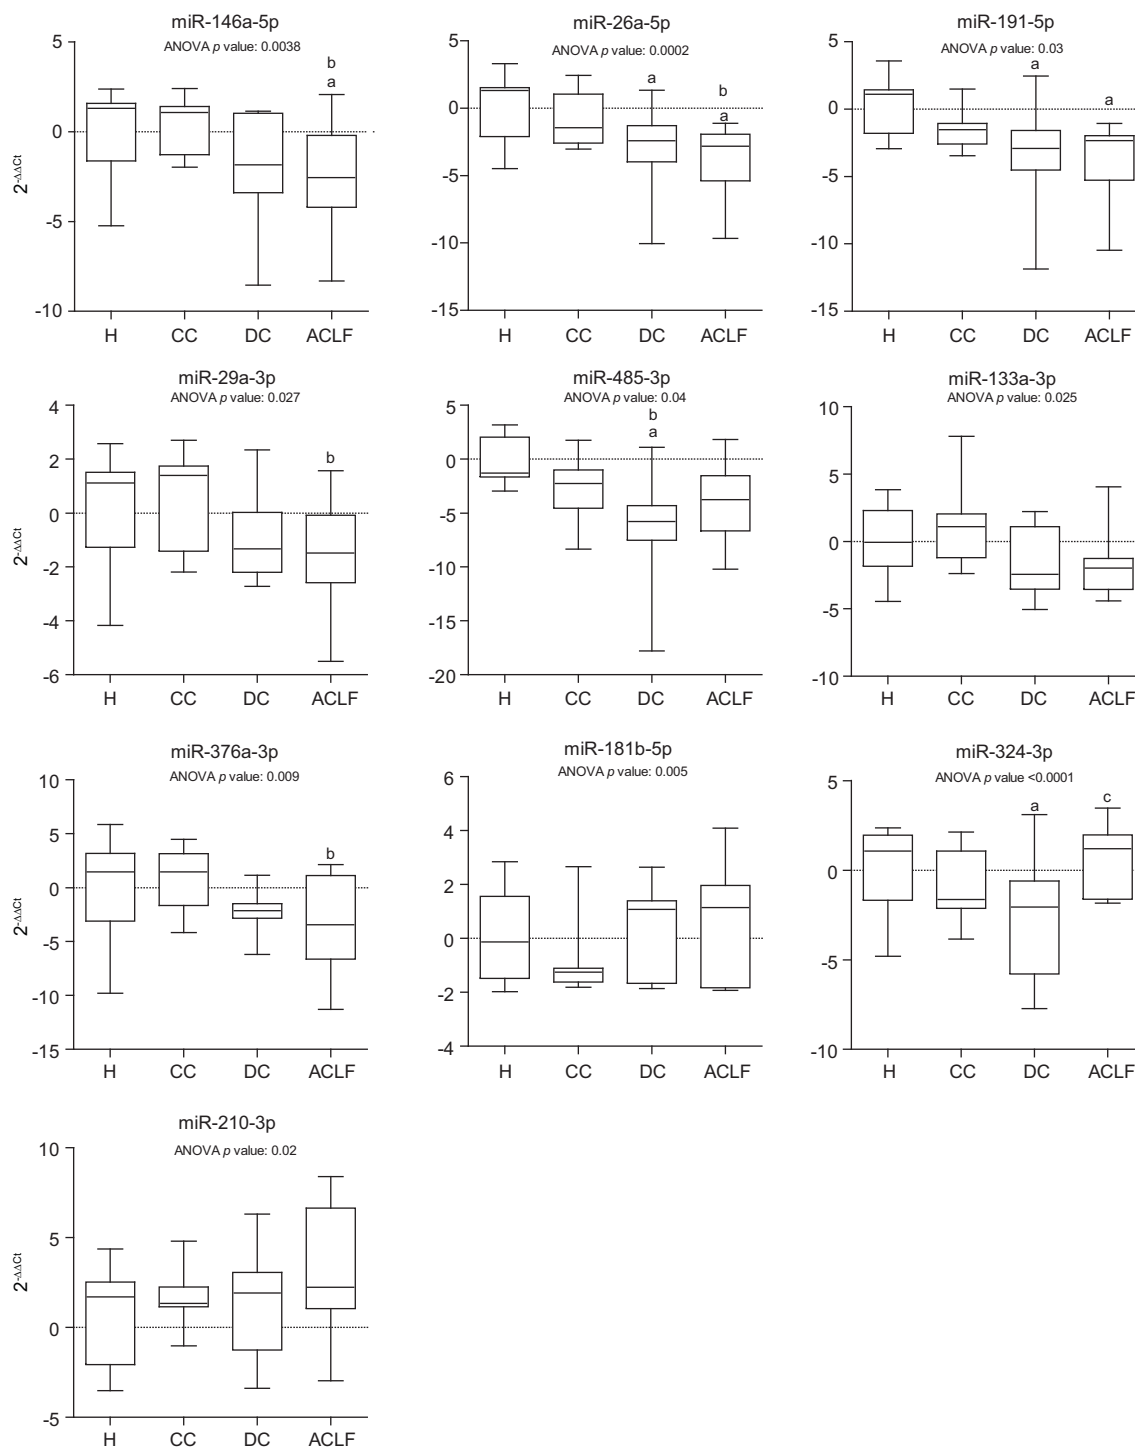 miR-146a-5p
ANOVA p value: 0.0038
b
a
5
0
-5
-10
2-ΔΔCt
H CC DC ACLF
miR-26a-5p
ANOVA p value: 0.0002
a
b
a
5
0
-5
-10
-15
H CC DC ACLF
miR-191-5p
ANOVA p value: 0.03
a
a
5
0
-5
-10
-15
H CC DC ACLF
miR-29a-3p
ANOVA p value: 0.027
b
4
2
0
-2
-4
-6
2-ΔΔCt
H CC DC ACLF
miR-485-3p
ANOVA p value: 0.04
b
a
5
0
-5
-10
-15
-20
H CC DC ACLF
miR-133a-3p
ANOVA p value: 0.025
10
5
0
-5
-10
H CC DC ACLF
miR-376a-3p
ANOVA p value: 0.009
b
10
5
0
-5
-10
-15
2-ΔΔCt
H CC DC ACLF
miR-181b-5p
ANOVA p value: 0.005
6
4
2
0
-2
-4
H CC DC ACLF
miR-324-3p
ANOVA p value <0.0001
a
c
5
0
-5
-10
H CC DC ACLF
miR-210-3p
ANOVA p value: 0.02
10
5
0
-5
2-ΔΔCt
H CC DC ACLF